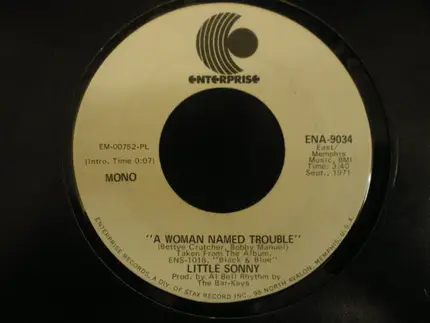 ENTERPRISE
EM-00752-PL
(Intro. Time 0:07)
MONO
ENA-9034
East/
Memphis
Music, BMI
Time: 3:40
Sept., 1971
"A WOMAN NAMED TROUBLE"
(Bettye Crutcher, Bobby Manuel)
Taken From The Album,
ENS-1018, "Black & Blue"
LITTLE SONNY
Prod. by Al Bell Rhythm by
The Bar-Kays
ENTERPRISE RECORDS, A DIV. OF STAX RECORD INC., 98 NORTH AVALON, MEMPHIS, U.S.A.